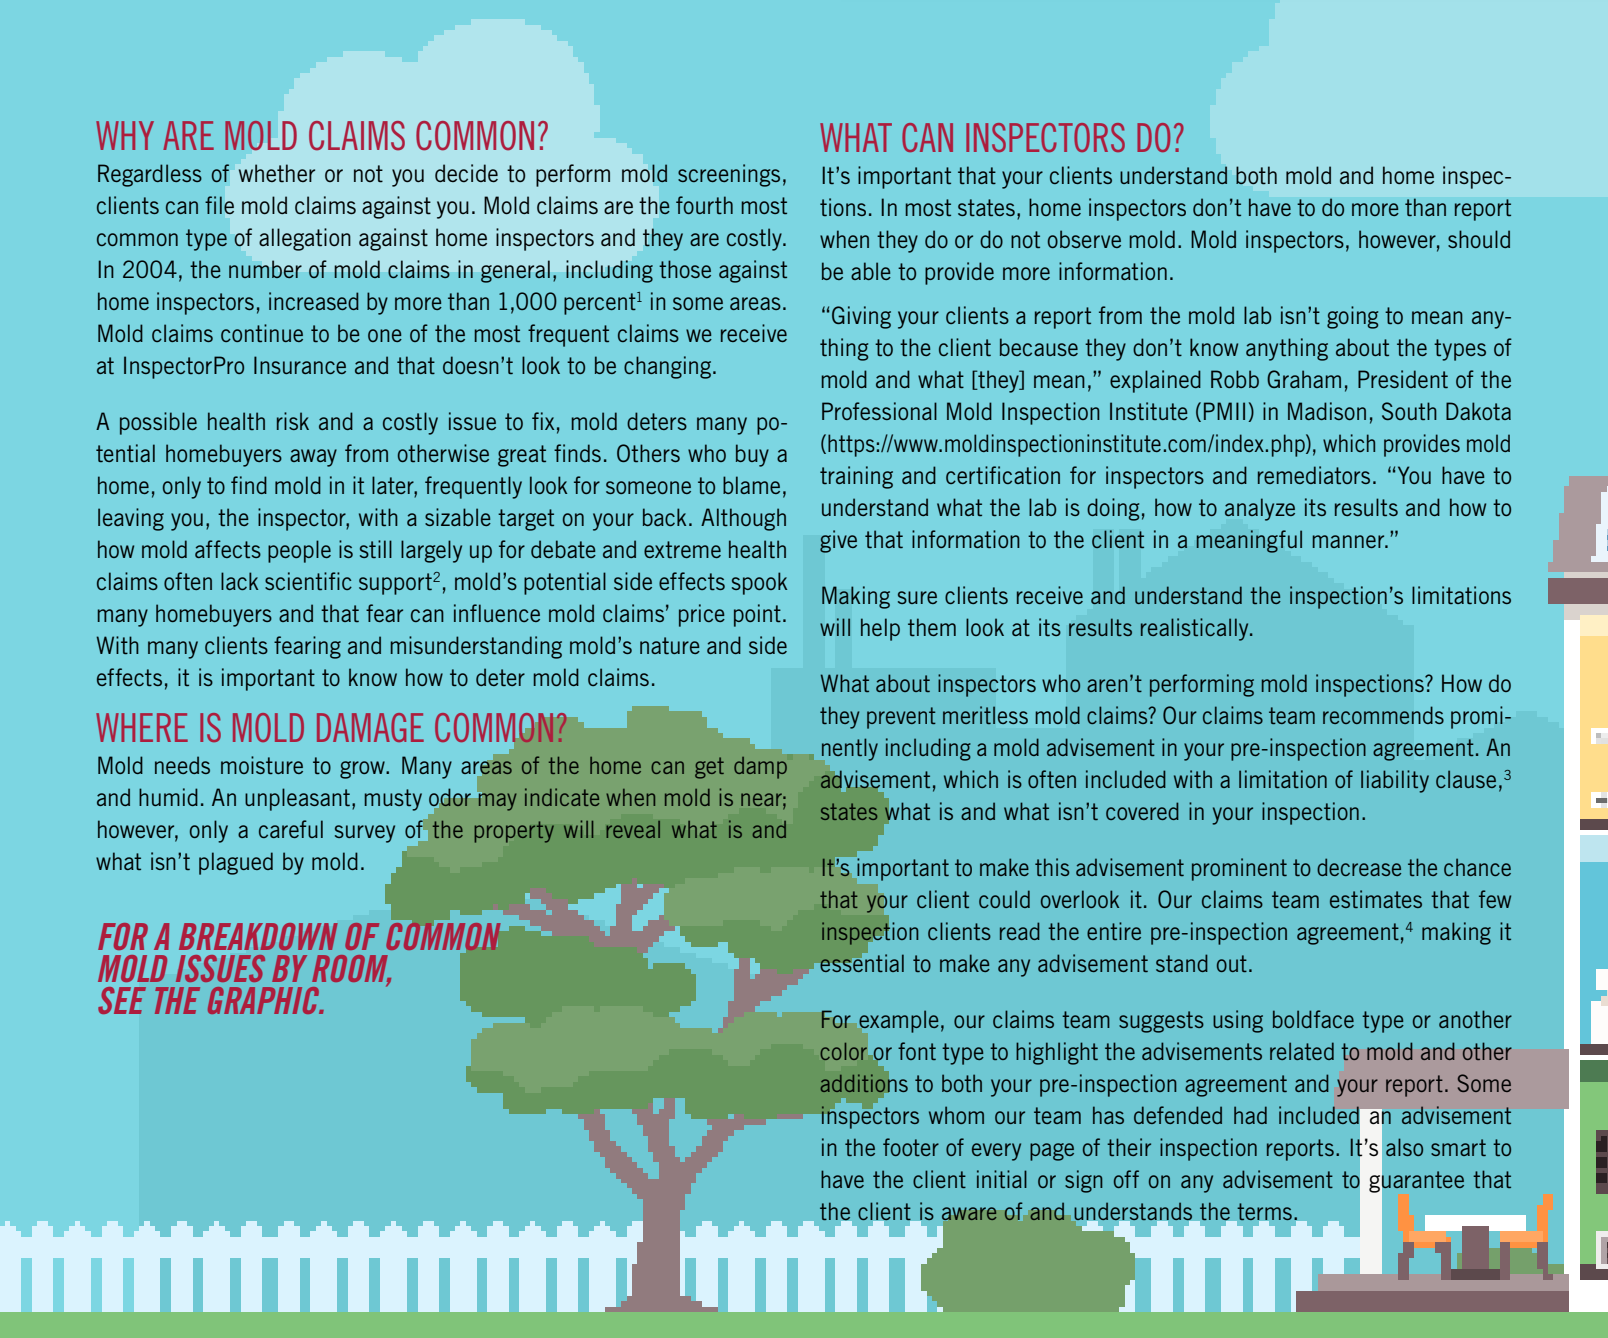 WHY ARE MOLD CLAIMS COMMON?
Regardless of whether or not you decide to perform mold screenings,
clients can file mold claims against you. Mold claims are the fourth most
common type of allegation against home inspectors and they are costly.
In 2004, the number of mold claims in general, including those against
home inspectors, increased by more than 1,000 percent¹ in some areas.
Mold claims continue to be one of the most frequent claims we receive
at InspectorPro Insurance and that doesn't look to be changing.
A possible health risk and a costly issue to fix, mold deters many po-
tential homebuyers away from otherwise great finds. Others who buy a
home, only to find mold in it later, frequently look for someone to blame,
leaving you, the inspector, with a sizable target on your back. Although
how mold affects people is still largely up for debate and extreme health
claims often lack scientific support², mold's potential side effects spook
many homebuyers and that fear can influence mold claims' price point.
With many clients fearing and misunderstanding mold's nature and side
effects, it is important to know how to deter mold claims.
WHERE IS MOLD DAMAGE COMMON?
Mold needs moisture to grow. Many areas of the home can get damp
and humid. An unpleasant, musty odor may indicate when mold is near;
however, only a careful survey of the property will reveal what is and
what isn't plagued by mold.
FOR A BREAKDOWN OF COMMON
MOLD ISSUES BY ROOM,
SEE THE GRAPHIC.
WHAT CAN INSPECTORS DO?
It's important that your clients understand both mold and home inspec-
tions. In most states, home inspectors don't have to do more than report
when they do or do not observe mold. Mold inspectors, however, should
be able to provide more information.
“Giving your clients a report from the mold lab isn't going to mean any-
thing to the client because they don't know anything about the types of
mold and what [they] mean,” explained Robb Graham, President of the
Professional Mold Inspection Institute (PMII) in Madison, South Dakota
(https://www.moldinspectioninstitute.com/index.php), which provides mold
training and certification for inspectors and remediators. “You have to
understand what the lab is doing, how to analyze its results and how to
give that information to the client in a meaningful manner.”
Making sure clients receive and understand the inspection's limitations
will help them look at its results realistically.
What about inspectors who aren't performing mold inspections? How do
they prevent meritless mold claims? Our claims team recommends promi-
nently including a mold advisement in your pre-inspection agreement. An
advisement, which is often included with a limitation of liability clause,³
states what is and what isn't covered in your inspection.
It's important to make this advisement prominent to decrease the chance
that your client could overlook it. Our claims team estimates that few
inspection clients read the entire pre-inspection agreement,⁴ making it
essential to make any advisement stand out.
For example, our claims team suggests using boldface type or another
color or font type to highlight the advisements related to mold and other
additions to both your pre-inspection agreement and your report. Some
inspectors whom our team has defended had included an advisement
in the footer of every page of their inspection reports. It's also smart to
have the client initial or sign off on any advisement to guarantee that
the client is aware of and understands the terms.